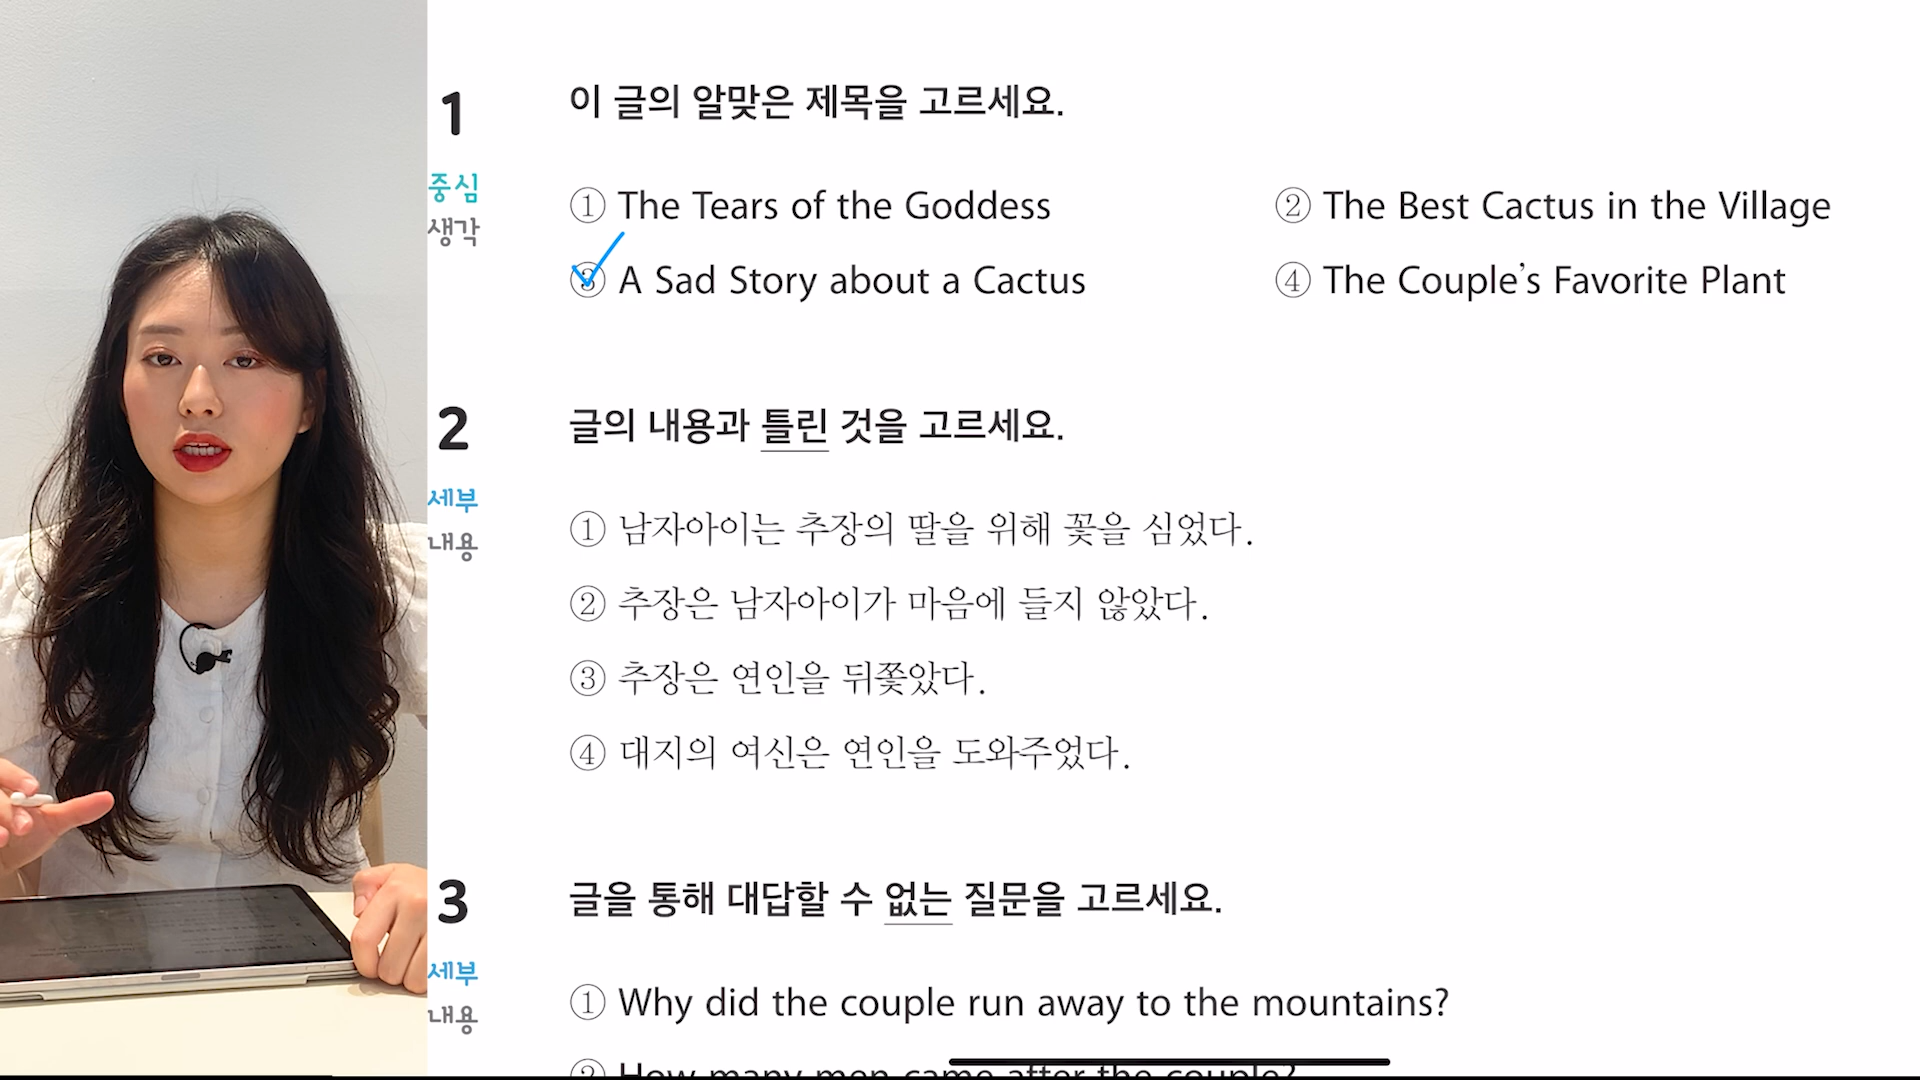 1 이 글의 알맞은 제목을 고르세요.
중심
생각
① The Tears of the Goddess ② The Best Cactus in the Village
③ A Sad Story about a Cactus ④ The Couple's Favorite Plant
2 글의 내용과 틀린 것을 고르세요.
세부
내용
① 남자아이는 추장의 딸을 위해 꽃을 심었다.
② 추장은 남자아이가 마음에 들지 않았다.
③ 추장은 연인을 뒤쫓았다.
④ 대지의 여신은 연인을 도와주었다.
3 글을 통해 대답할 수 없는 질문을 고르세요.
세부
내용
① Why did the couple run away to the mountains?
② How many men came after the couple?